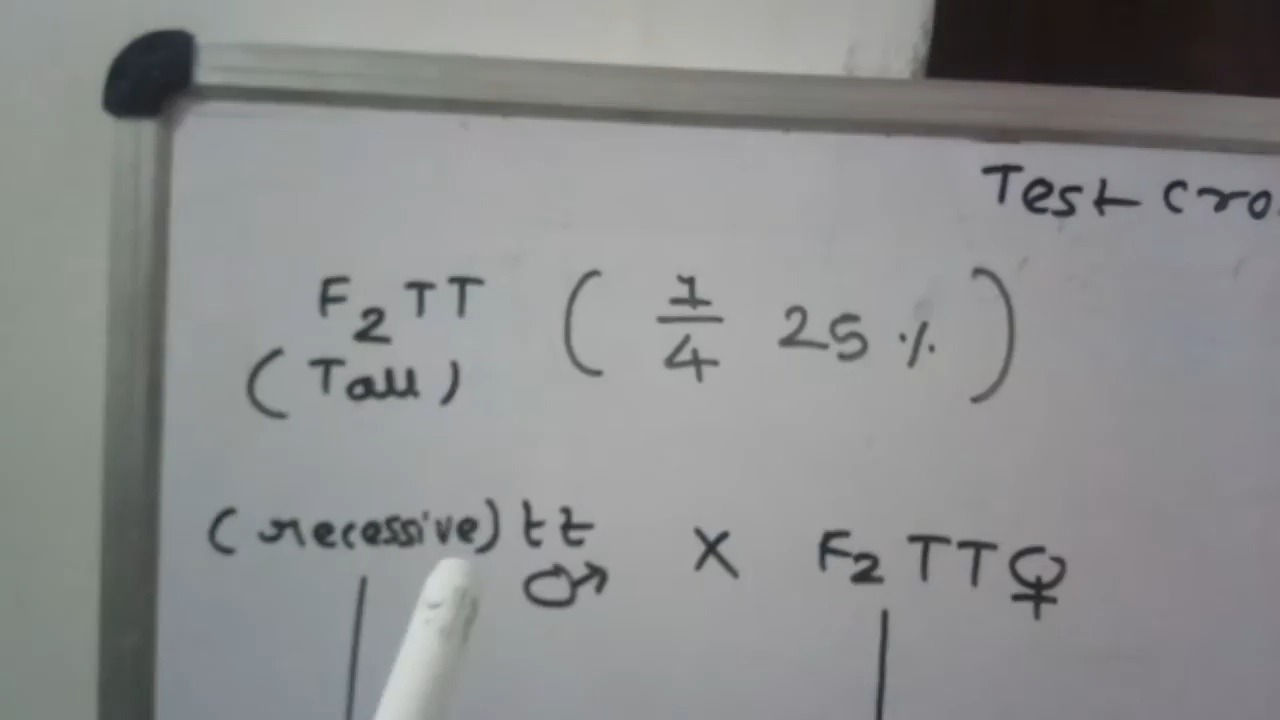 Test cro
F2 TT ( 1/4 25 % )
(Tall)
(recessive) tt ♂ X F2 TT ♀